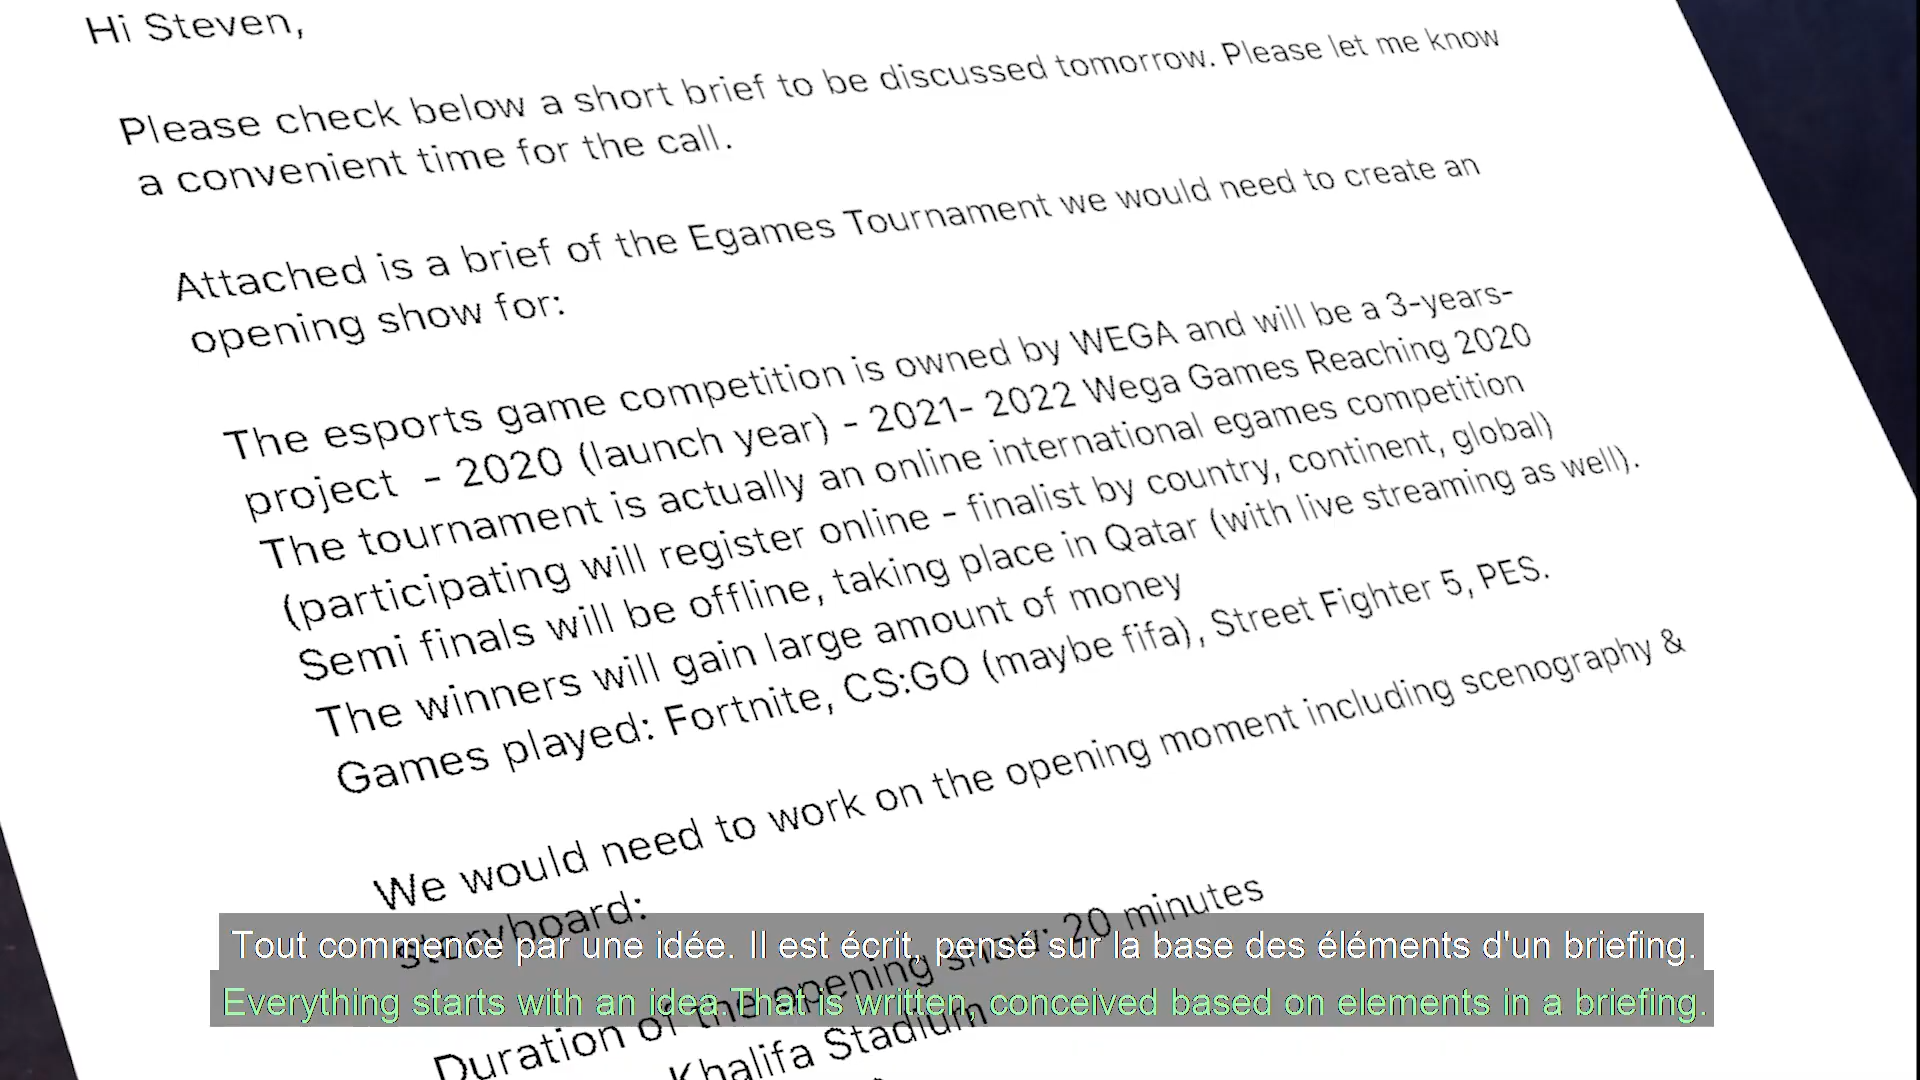 Hi Steven,
Please check below a short brief to be discussed tomorrow. Please let me know
a convenient time for the call.
Attached is a brief of the Egames Tournament we would need to create an
opening show for:
The esports game competition is owned by WEGA and will be a 3-years-
project - 2020 (launch year) - 2021- 2022 Wega Games Reaching 2020
The tournament is actually an online international egames competition
(participating will register online - finalist by country, continent, global)
Semi finals will be offline, taking place in Qatar (with live streaming as well).
The winners will gain large amount of money
Games played: Fortnite, CS:GO (maybe fifa), Street Fighter 5, PES.
We would need to work on the opening moment including scenography &
storyboard:
Duration of the opening show: 20 minutes
Khalifa Stadium
Tout commence par une idée. Il est écrit, pensé sur la base des éléments d'un briefing.
Everything starts with an idea.That is written, conceived based on elements in a briefing.